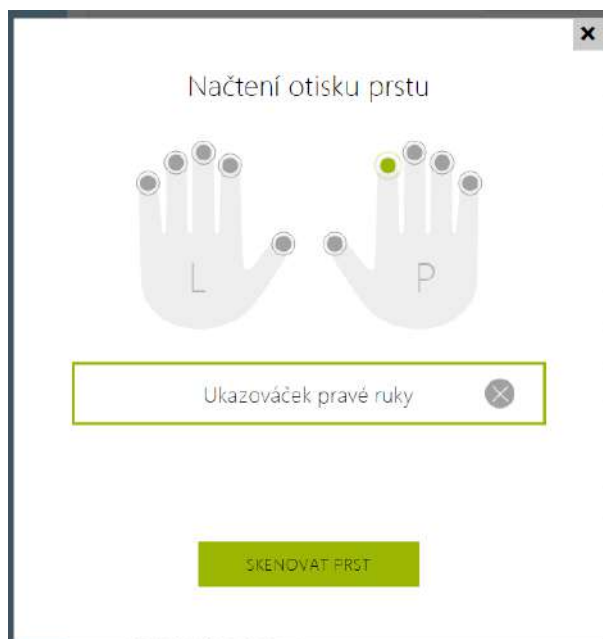 Načtení otisku prstu
L
P
Ukazováček pravé ruky
SKENOVAT PRST